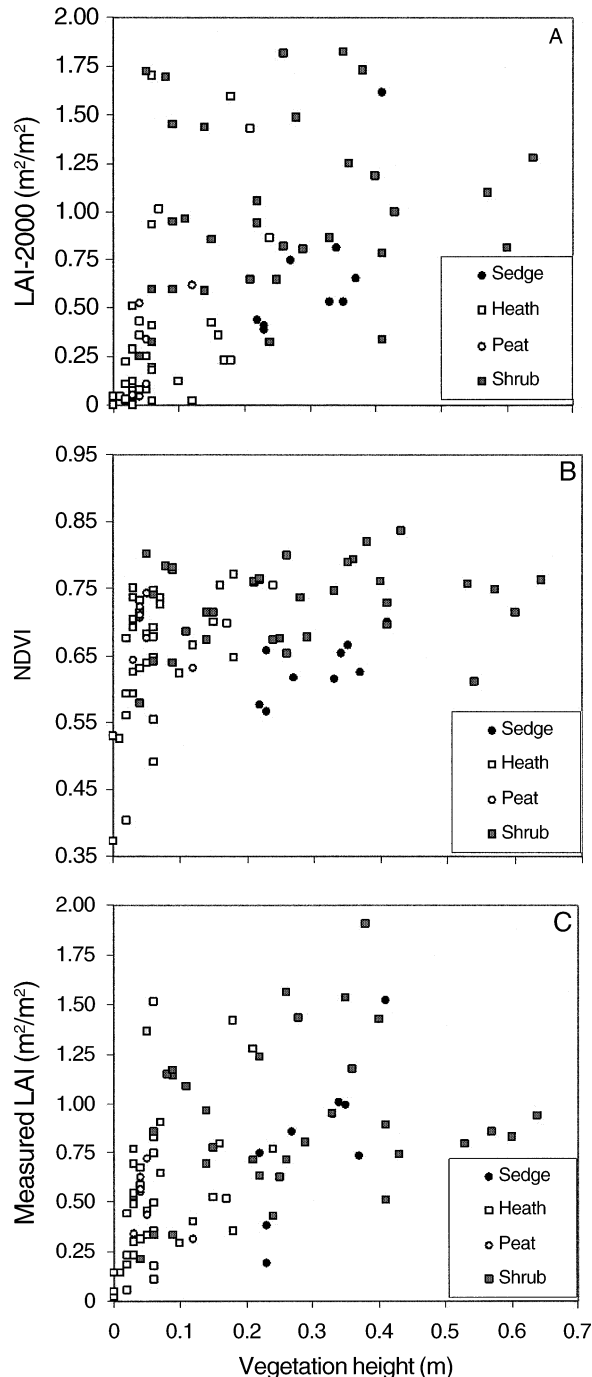 A
2.00
1.75
1.50
1.25
1.00
0.75
0.50
0.25
0
LAI-2000 (m²/m²)
Sedge
Heath
Peat
Shrub
B
0.95
0.85
0.75
0.65
0.55
0.45
0.35
NDVI
Sedge
Heath
Peat
Shrub
C
2.00
1.75
1.50
1.25
1.00
0.75
0.50
0.25
0
Measured LAI (m²/m²)
Sedge
Heath
Peat
Shrub
0 0.1 0.2 0.3 0.4 0.5 0.6 0.7
Vegetation height (m)